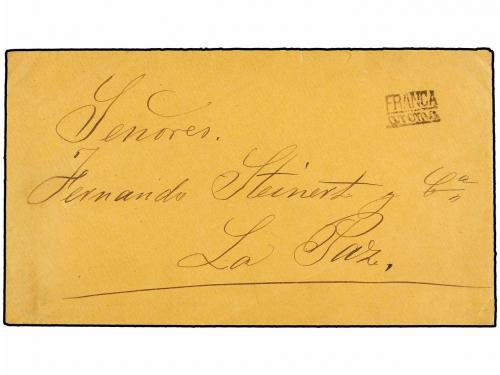 FRANCA
Señores.
Fernando Steinert y Cª
La Paz,